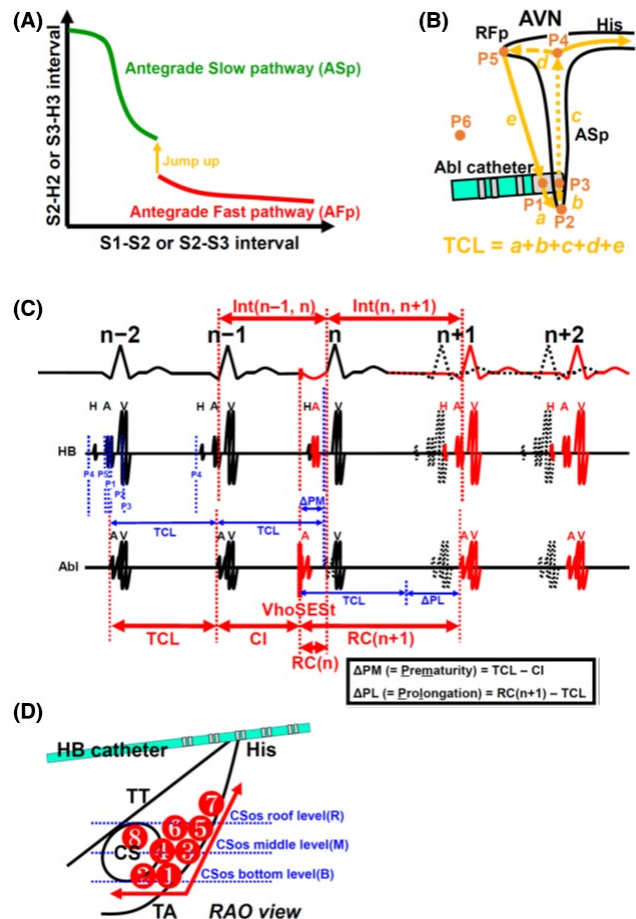 (A)
S2-H2 or S3-H3 interval
Antegrade Slow pathway (ASp)
Jump up
Antegrade Fast pathway (AFp)
S1-S2 or S2-S3 interval
(B)
AVN
RFp
P4
His
P5
d
e
c
P6
ASp
Abl catheter
P1
P3
a
b
P2
TCL = a+b+c+d+e
(C)
Int(n–1, n)
Int(n, n+1)
n–2
n–1
n
n+1
n+2
H A V
H A V
H A V
H A V
H A V
HB
P4 P5 P1 P2 P3
P4
ΔPM
TCL
TCL
A V
A V
A
V
A V
A V
Abl
VhoSESt
TCL
ΔPL
TCL
CI
RC(n+1)
RC(n)
ΔPM (= Prematurity) = TCL – CI
ΔPL (= Prolongation) = RC(n+1) – TCL
(D)
HB catheter
His
TT
7
CSos roof level(R)
8
6
5
CS
4
3
CSos middle level(M)
2
1
CSos bottom level(B)
TA
RAO view